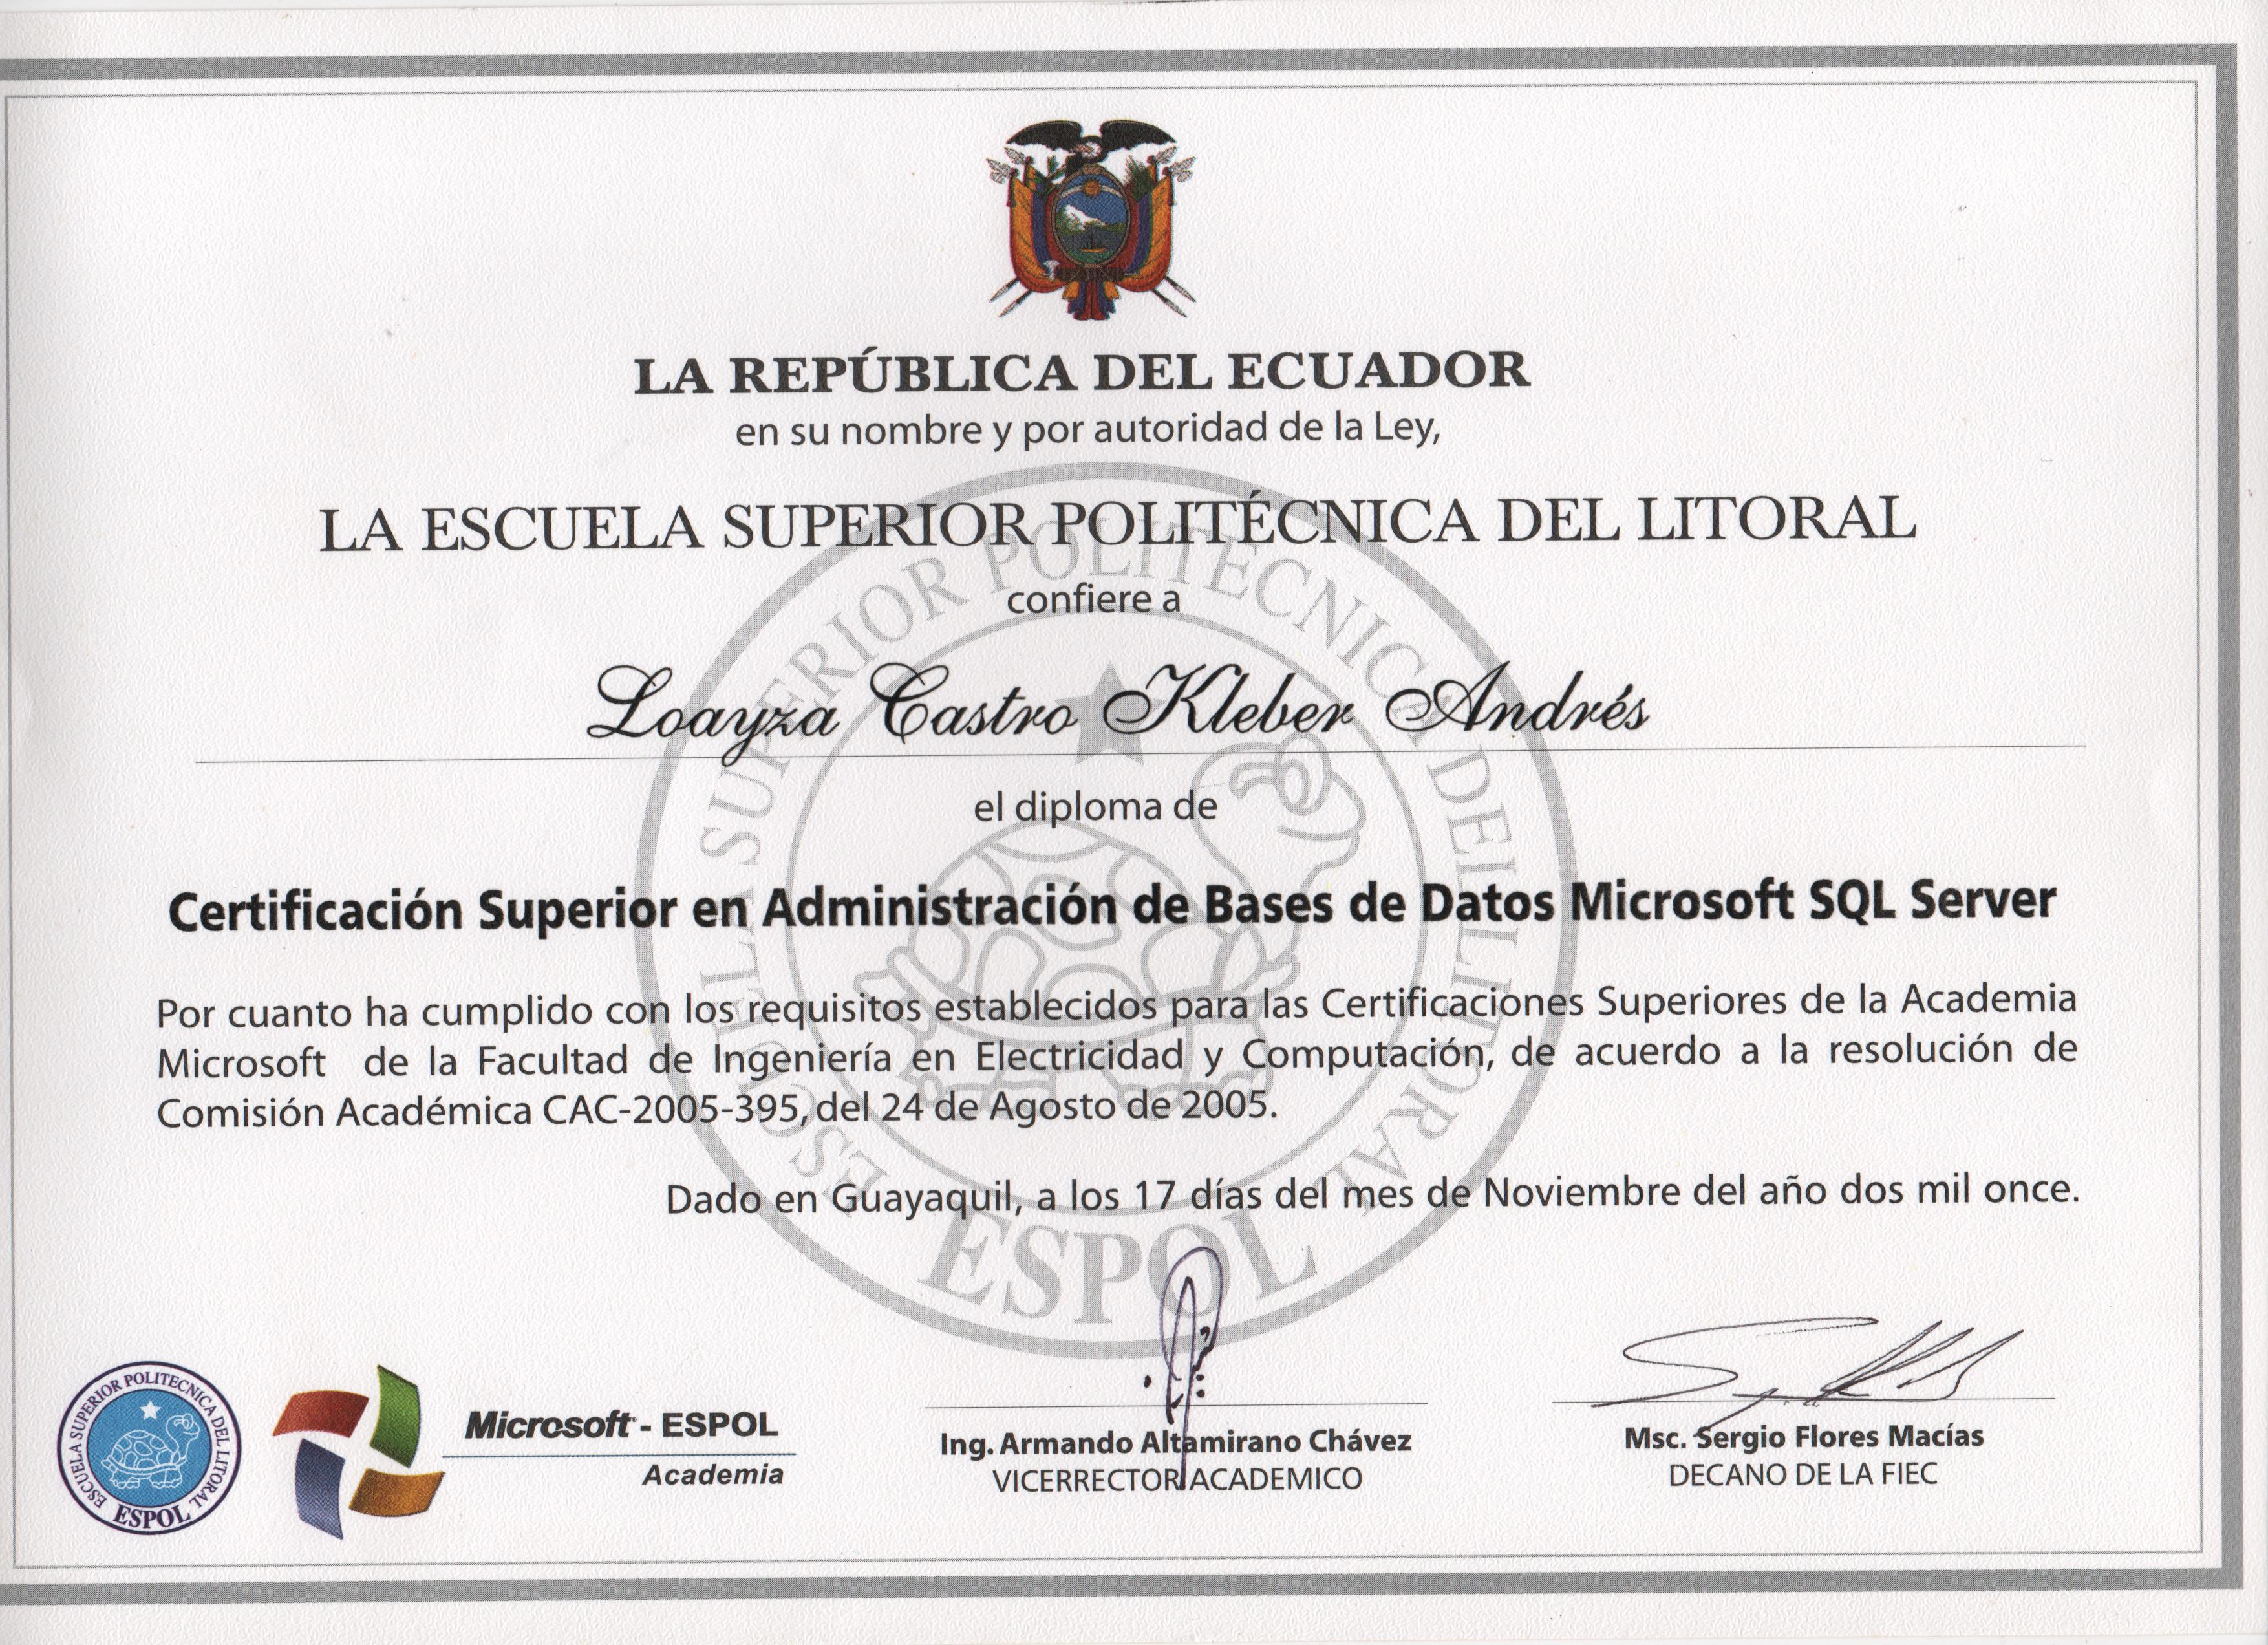 LA REPÚBLICA DEL ECUADOR
en su nombre y por autoridad de la Ley,
LA ESCUELA SUPERIOR POLITÉCNICA DEL LITORAL
confiere a
Loayza Castro Kleber Andrés
el diploma de
Certificación Superior en Administración de Bases de Datos Microsoft SQL Server
Por cuanto ha cumplido con los requisitos establecidos para las Certificaciones Superiores de la Academia
Microsoft de la Facultad de Ingeniería en Electricidad y Computación, de acuerdo a la resolución de
Comisión Académica CAC-2005-395, del 24 de Agosto de 2005.
Dado en Guayaquil, a los 17 días del mes de Noviembre del año dos mil once.
ESCUELA SUPERIOR POLITECNICA DEL LITORAL
ESPOL
ESCUELA SUPERIOR POLITECNICA DEL LITORAL
ESPOL
Microsoft - ESPOL
Academia
Ing. Armando Altamirano Chávez
VICERRECTOR ACADEMICO
Msc. Sergio Flores Macías
DECANO DE LA FIEC